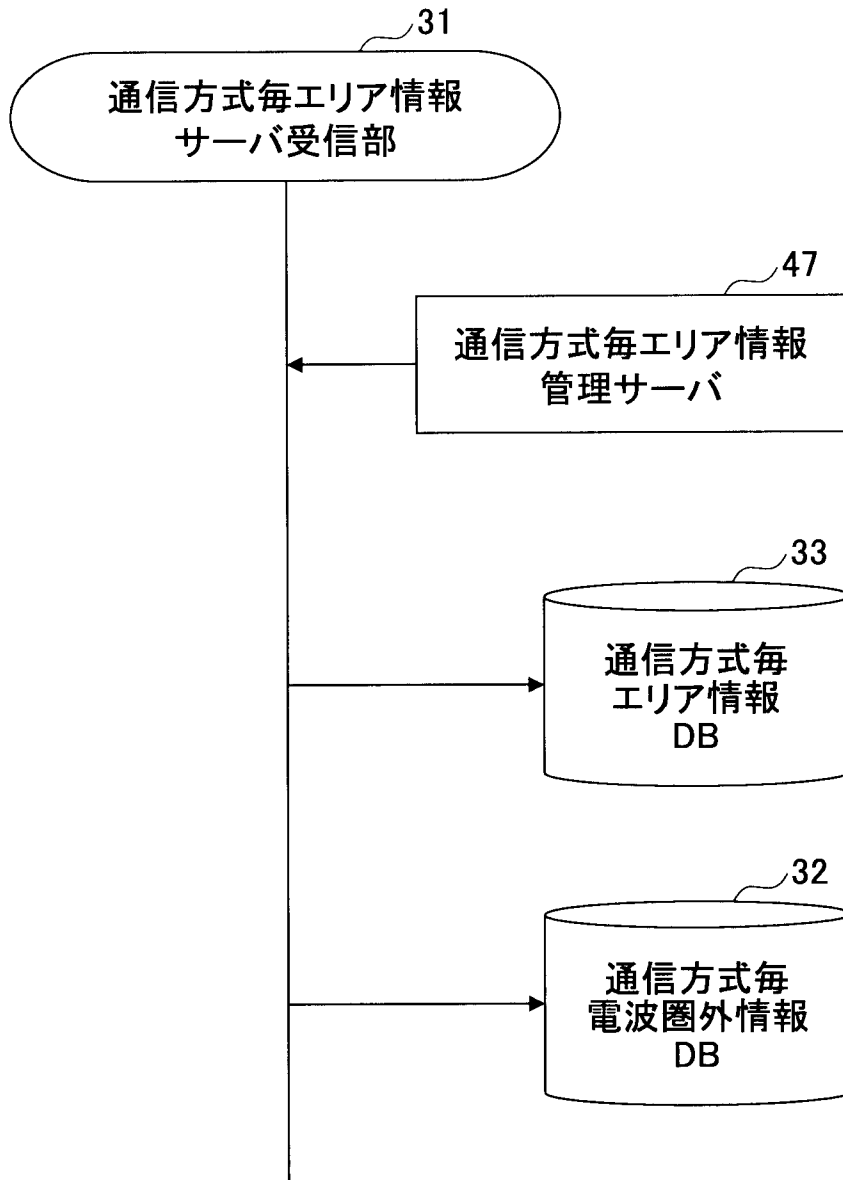 31
通信方式毎エリア情報
サーバ受信部
47
通信方式毎エリア情報
管理サーバ
33
通信方式毎
エリア情報
DB
32
通信方式毎
電波圏外情報
DB